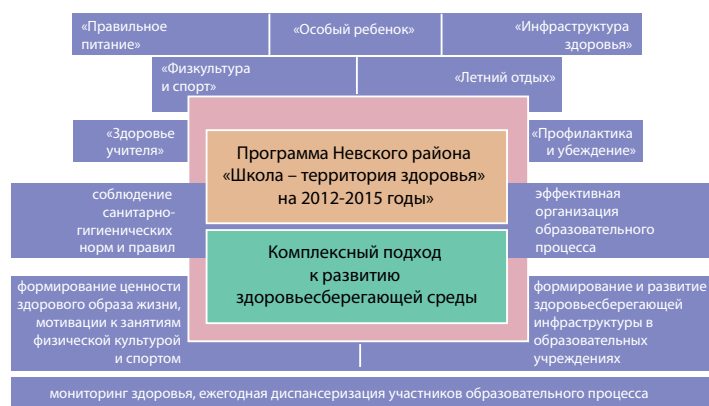 «Правильное
питание»
«Особый ребенок»
«Инфраструктура
здоровья»
«Физкультура
и спорт»
«Летний отдых»
«Здоровье
учителя»
«Профилактика
и убеждение»
Программа Невского района
«Школа – территория здоровья»
на 2012-2015 годы»
соблюдение
санитарно-
гигиенических
норм и правил
эффективная
организация
образовательного
процесса
Комплексный подход
к развитию
здоровьесберегающей среды
формирование ценности
здорового образа жизни,
мотивации к занятиям
физической культурой
и спортом
формирование и развитие
здоровьесберегающей
инфраструктуры в
образовательных
учреждениях
мониторинг здоровья, ежегодная диспансеризация участников образовательного процесса